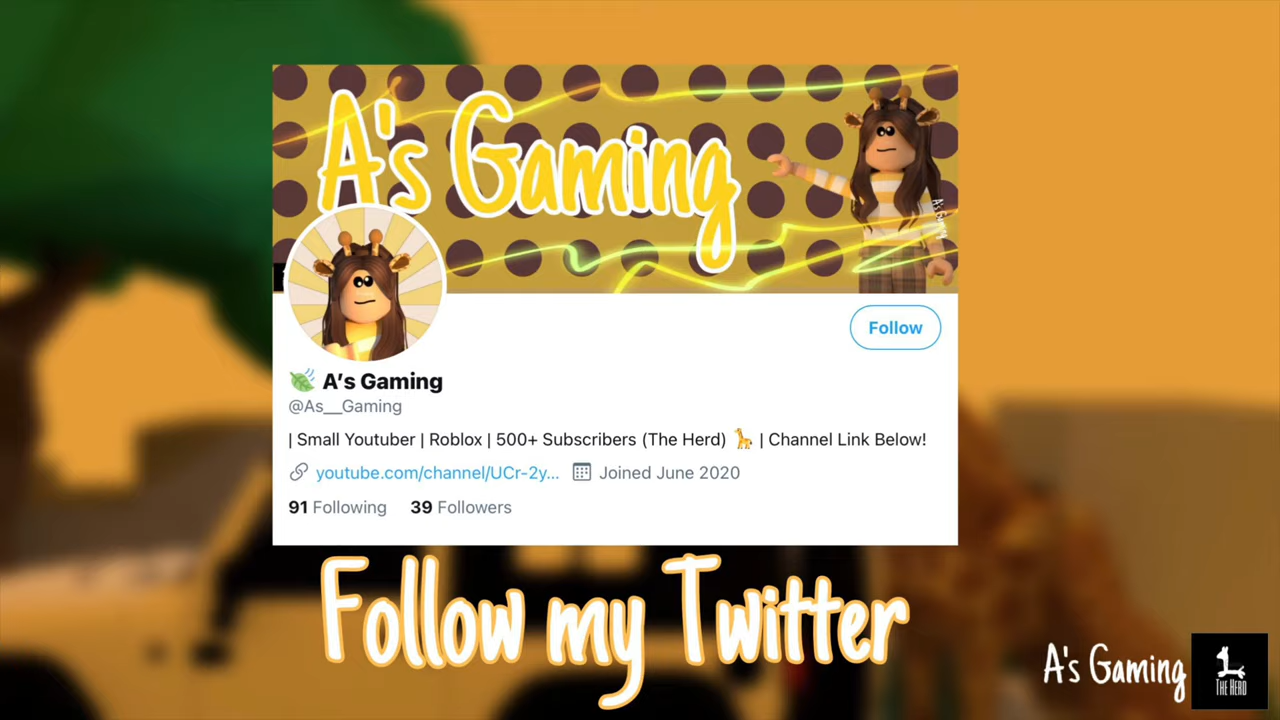 A's Gaming
A's Gaming
Follow
🍃 A's Gaming
@As__Gaming
| Small Youtuber | Roblox | 500+ Subscribers (The Herd) 🦒 | Channel Link Below!
youtube.com/channel/UCr-2y... Joined June 2020
91 Following 39 Followers
Follow my Twitter
A's Gaming
THE HERD